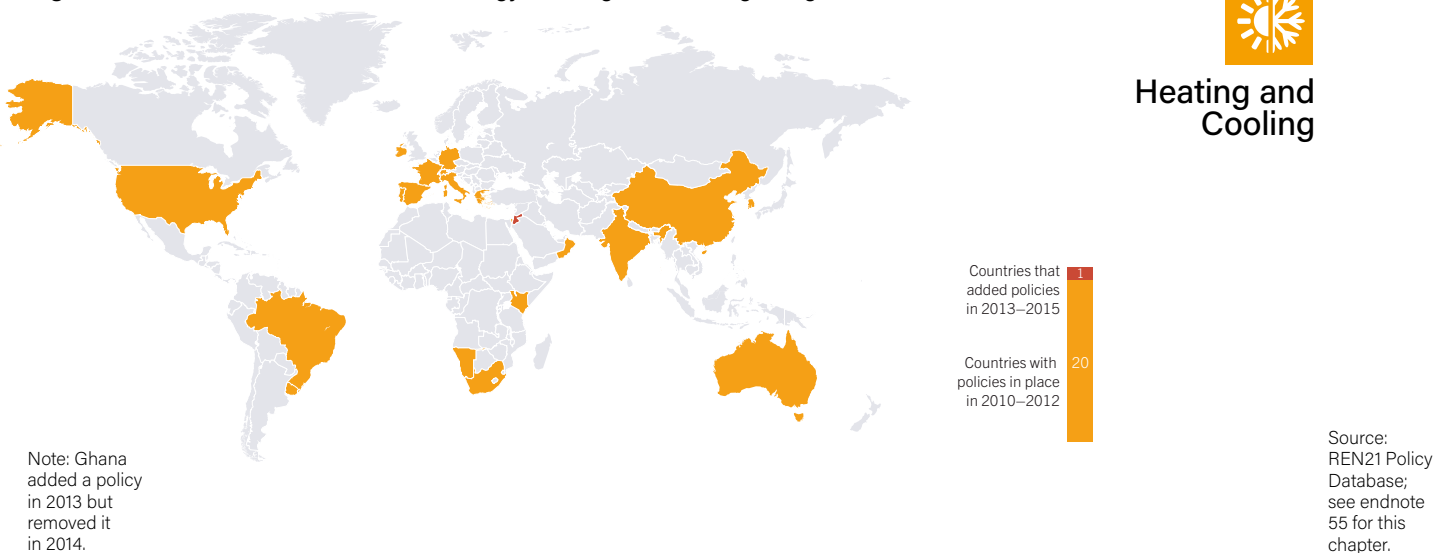 Heating and
Cooling
Countries that
added policies
in 2013–2015
1
Countries with
policies in place
in 2010–2012
20
Note: Ghana
added a policy
in 2013 but
removed it
in 2014.
Source:
REN21 Policy
Database;
see endnote
55 for this
chapter.